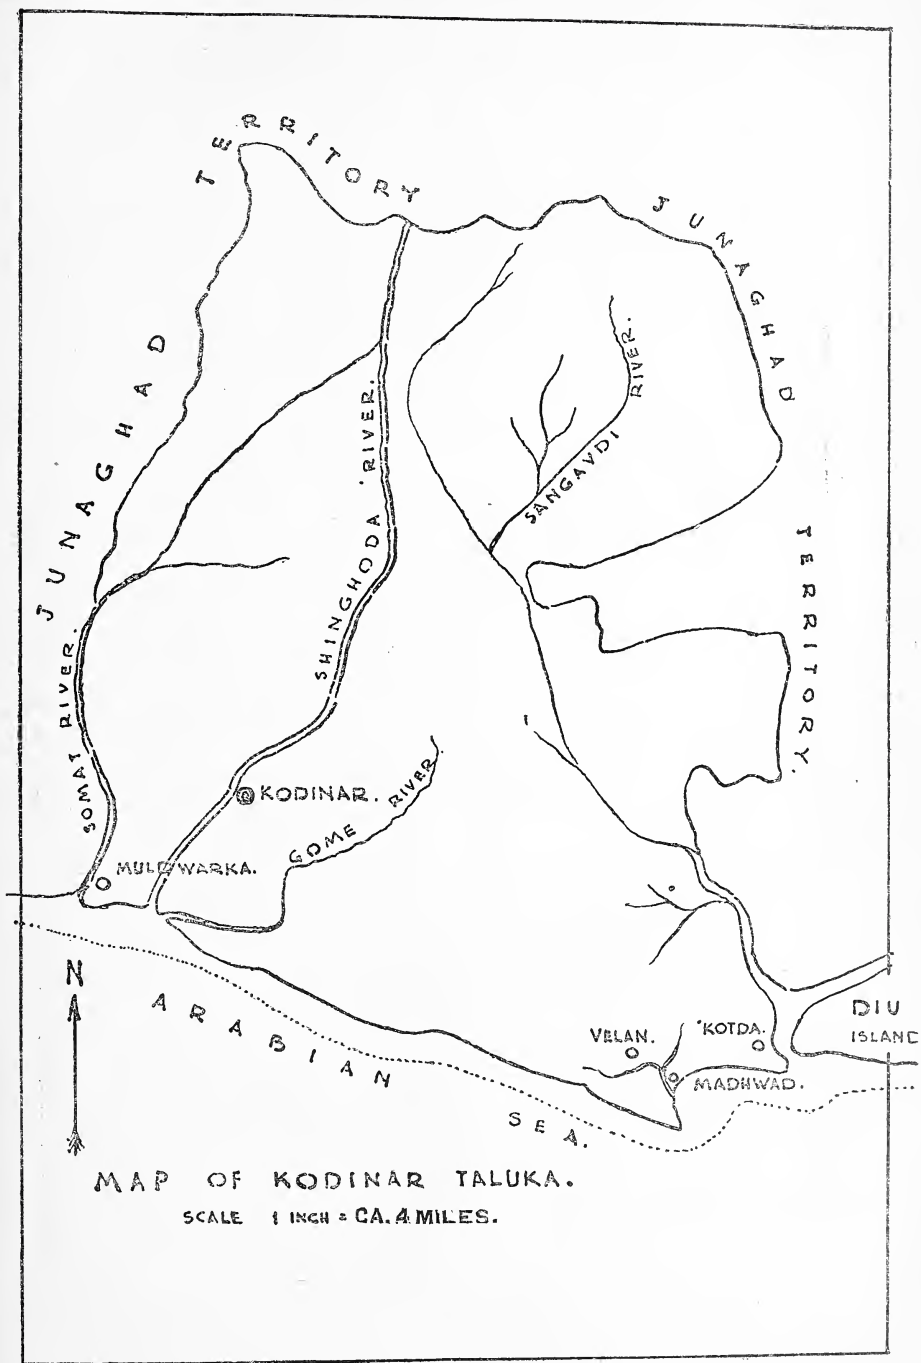 TERRITORY
JUNAGHAD
JUNAGHAD
TERRITORY.
SANGAVDI RIVER.
SHINGHODA RIVER.
SOMAT RIVER.
KODINAR.
GOME RIVER
MULDWARKA.
N
ARABIAN SEA.
DIU
ISLAND
VELAN.
KOTDA.
MADHWAD.
MAP OF KODINAR TALUKA.
SCALE 1 INCH = CA. 4 MILES.